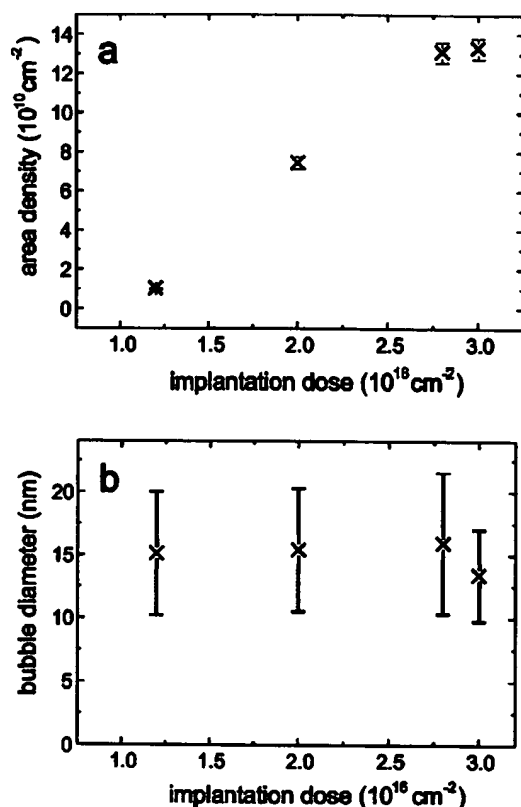 a
14
12
10
8
6
4
2
0
area density (10¹⁰cm⁻²)
1.0 1.5 2.0 2.5 3.0
implantation dose (10¹⁶cm⁻²)
b
20
15
10
5
0
bubble diameter (nm)
1.0 1.5 2.0 2.5 3.0
implantation dose (10¹⁶cm⁻²)